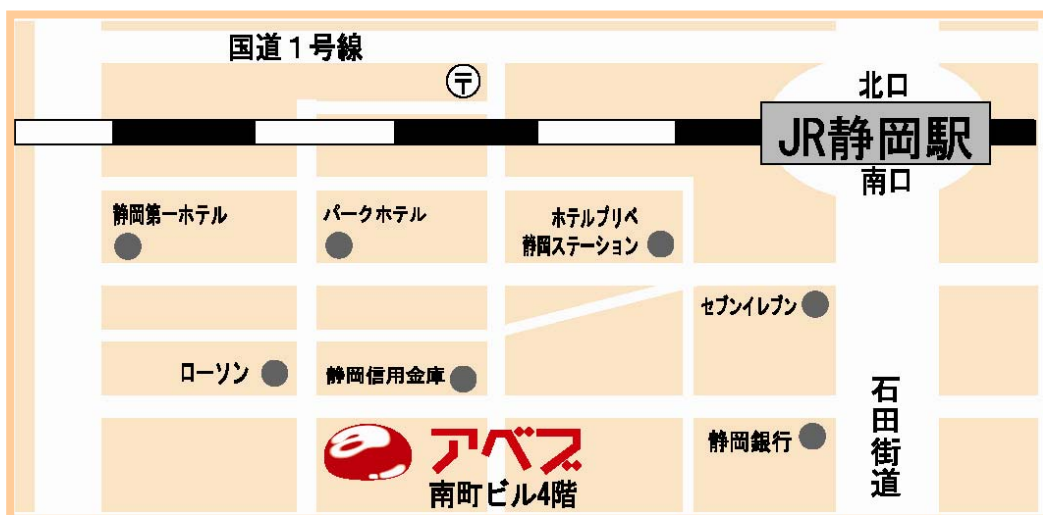 国道1号線
〒
北口
JR静岡駅
南口
静岡第一ホテル
パークホテル
ホテルプリベ
静岡ステーション
セブンイレブン
ローソン
静岡信用金庫
石田街道
アベブ
南町ビル4階
静岡銀行